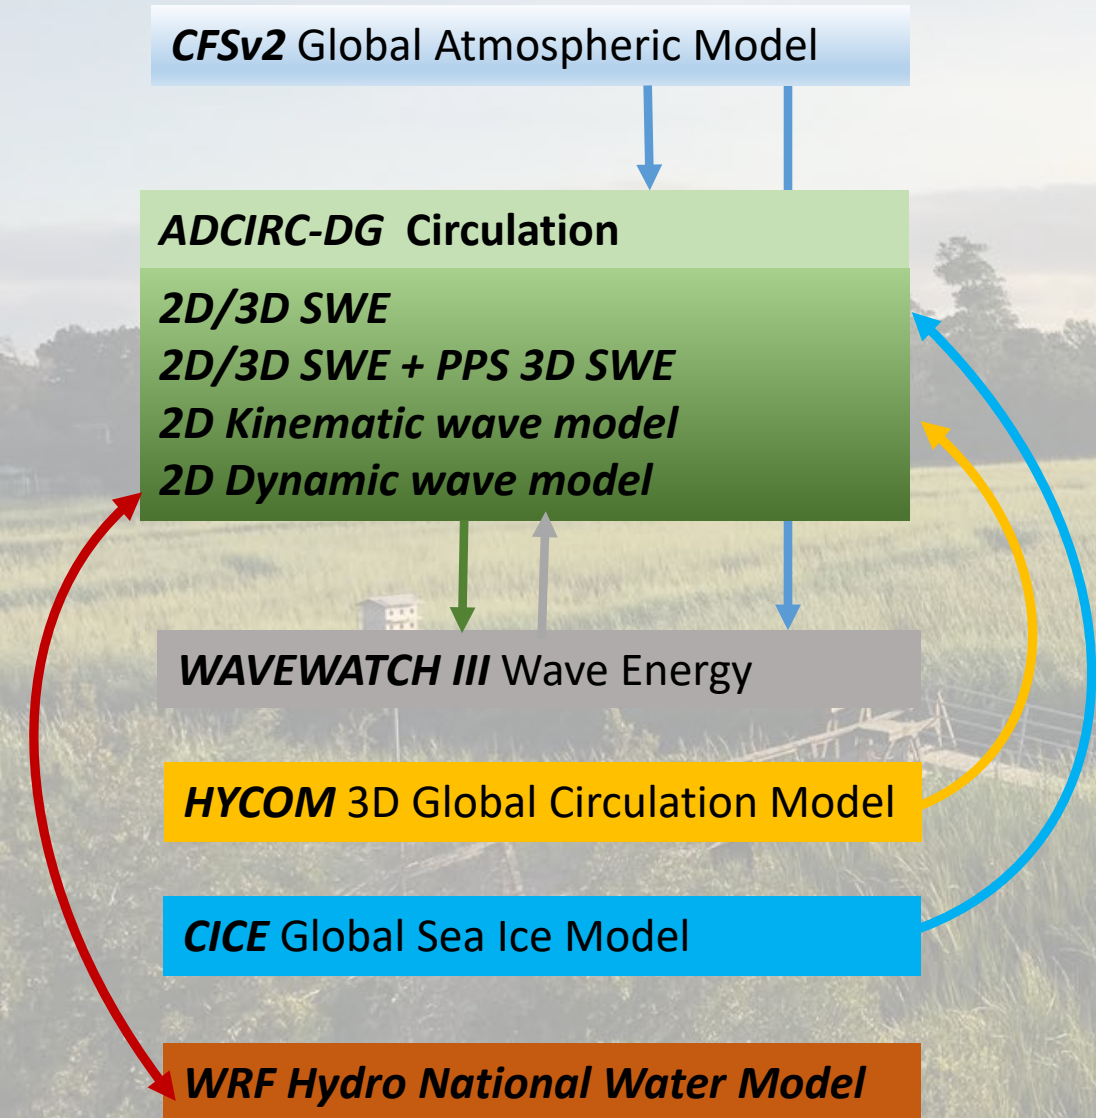 CFSv2 Global Atmospheric Model
ADCIRC-DG Circulation
2D/3D SWE
2D/3D SWE + PPS 3D SWE
2D Kinematic wave model
2D Dynamic wave model
WAVEWATCH III Wave Energy
HYCOM 3D Global Circulation Model
CICE Global Sea Ice Model
WRF Hydro National Water Model